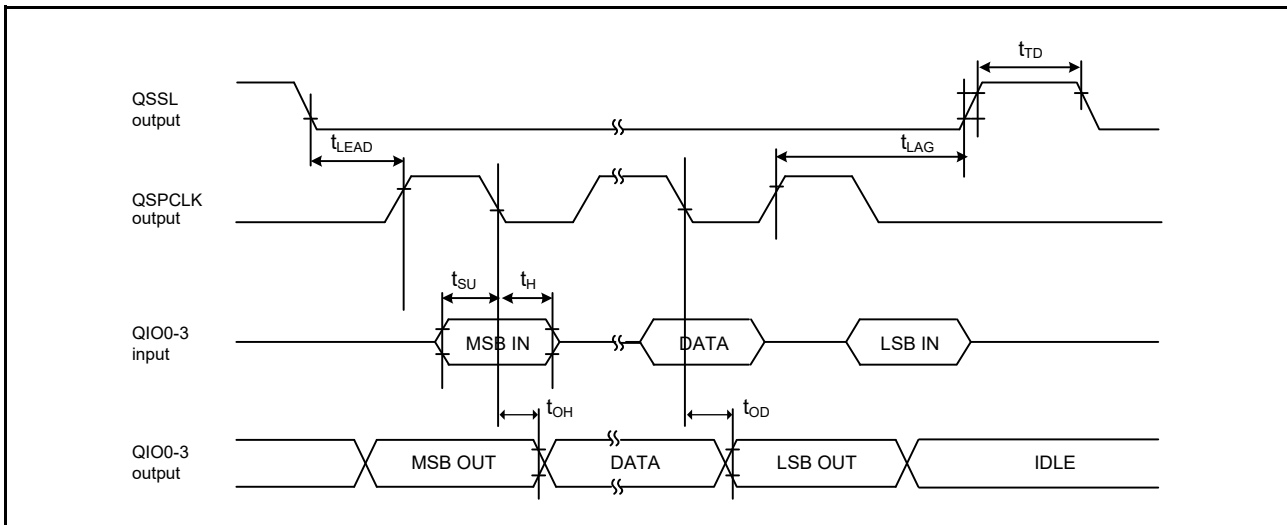 QSSL
output
tTD
tLEAD
tLAG
QSPCLK
output
tSU
tH
QIO0-3
input
MSB IN
DATA
LSB IN
tOH
tOD
QIO0-3
output
MSB OUT
DATA
LSB OUT
IDLE